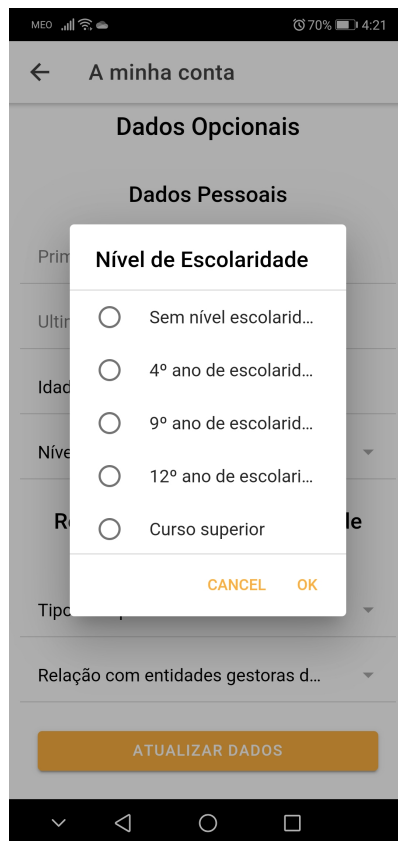 MEO 70% 4:21
A minha conta
Dados Opcionais
Dados Pessoais
Nível de Escolaridade
Sem nível escolarid...
4º ano de escolarid...
9º ano de escolarid...
12º ano de escolari...
Curso superior
CANCEL OK
Relação com entidades gestoras d...
ATUALIZAR DADOS